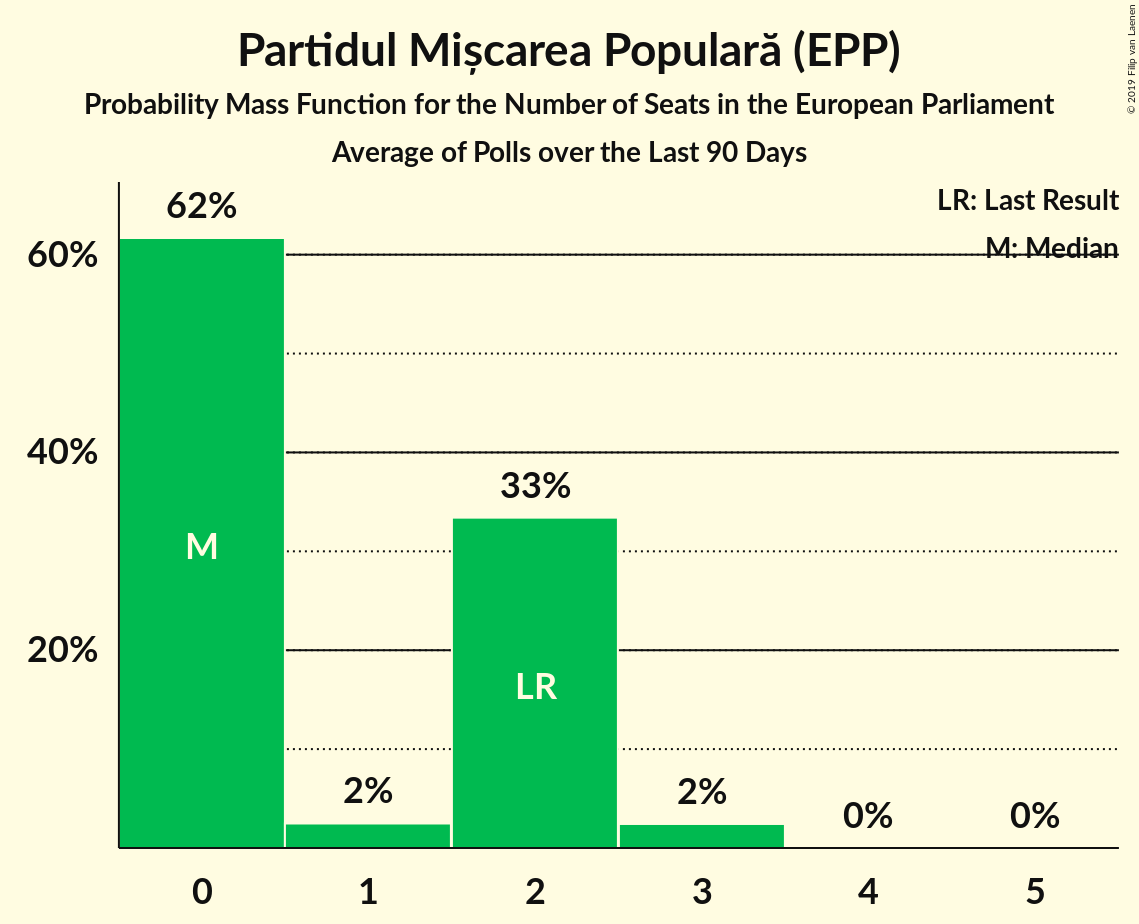 Partidul Mișcarea Populară (EPP)
Probability Mass Function for the Number of Seats in the European Parliament
Average of Polls over the Last 90 Days
© 2019 Filip van Laenen
LR: Last Result
M: Median
62%
60%
40%
33%
M
20%
LR
2%
2%
0%
0%
0
1
2
3
4
5